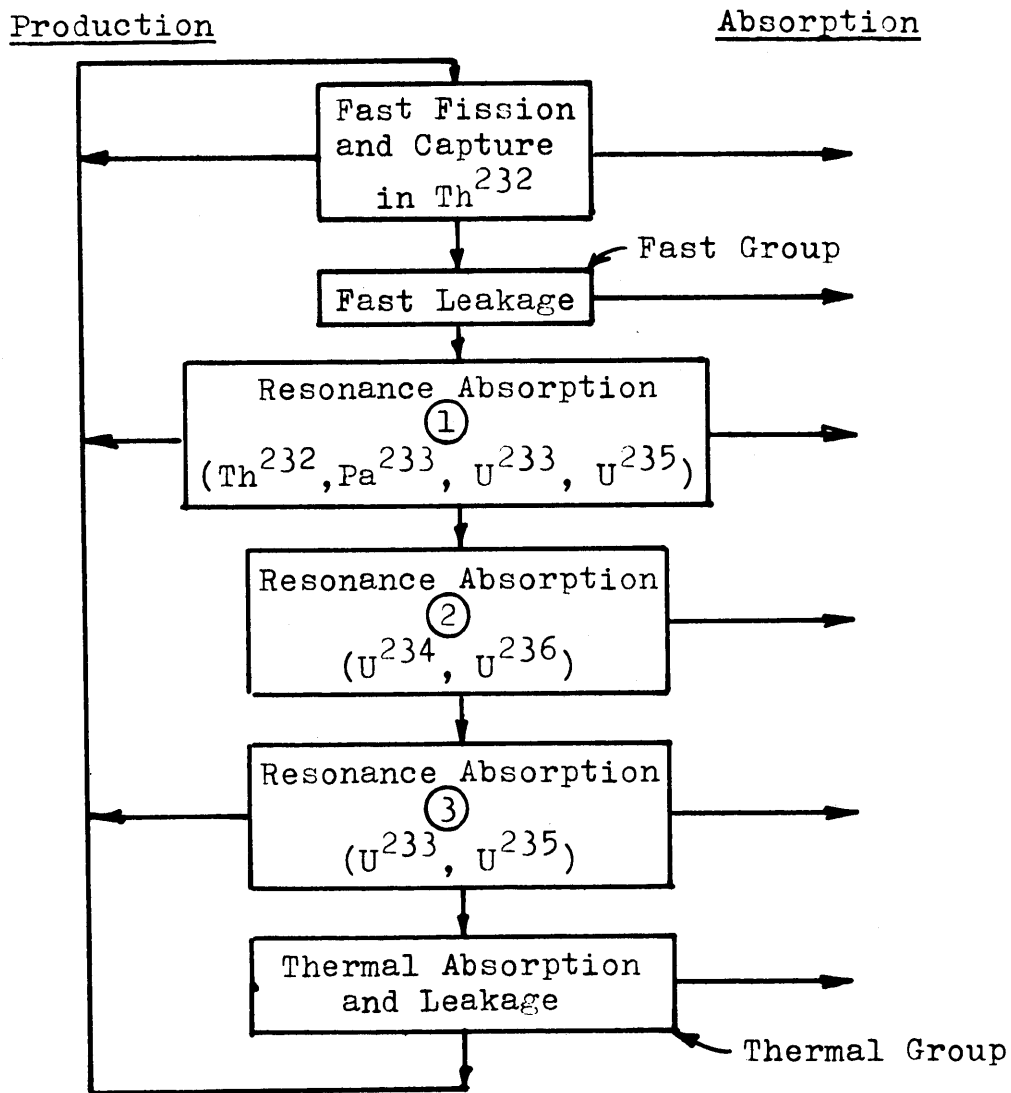 Production
Absorption
Fast Fission
and Capture
in Th²³²
Fast Group
Fast Leakage
Resonance Absorption
①
(Th²³², Pa²³³, U²³³, U²³⁵)
Resonance Absorption
②
(U²³⁴, U²³⁶)
Resonance Absorption
③
(U²³³, U²³⁵)
Thermal Absorption
and Leakage
Thermal Group